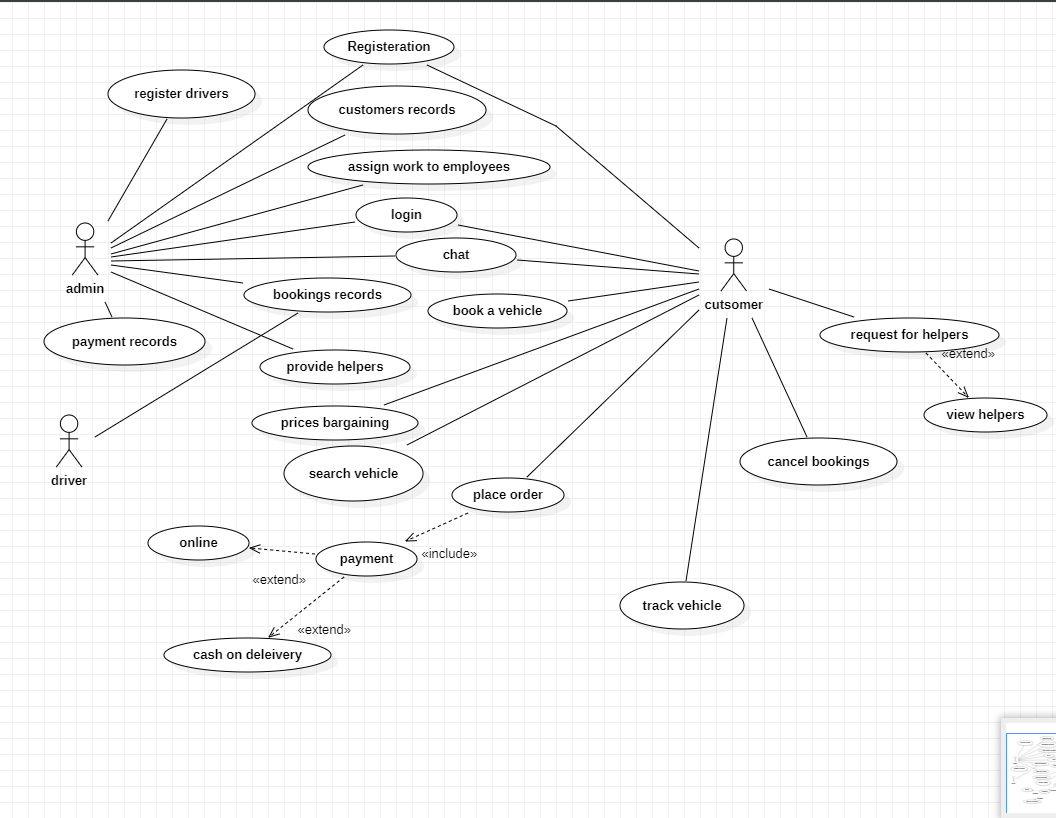 Registeration
register drivers
customers records
assign work to employees
login
chat
admin
bookings records
cutsomer
book a vehicle
payment records
request for helpers
«extend»
provide helpers
view helpers
prices bargaining
driver
search vehicle
cancel bookings
place order
online
payment
«include»
«extend»
track vehicle
«extend»
cash on deleivery